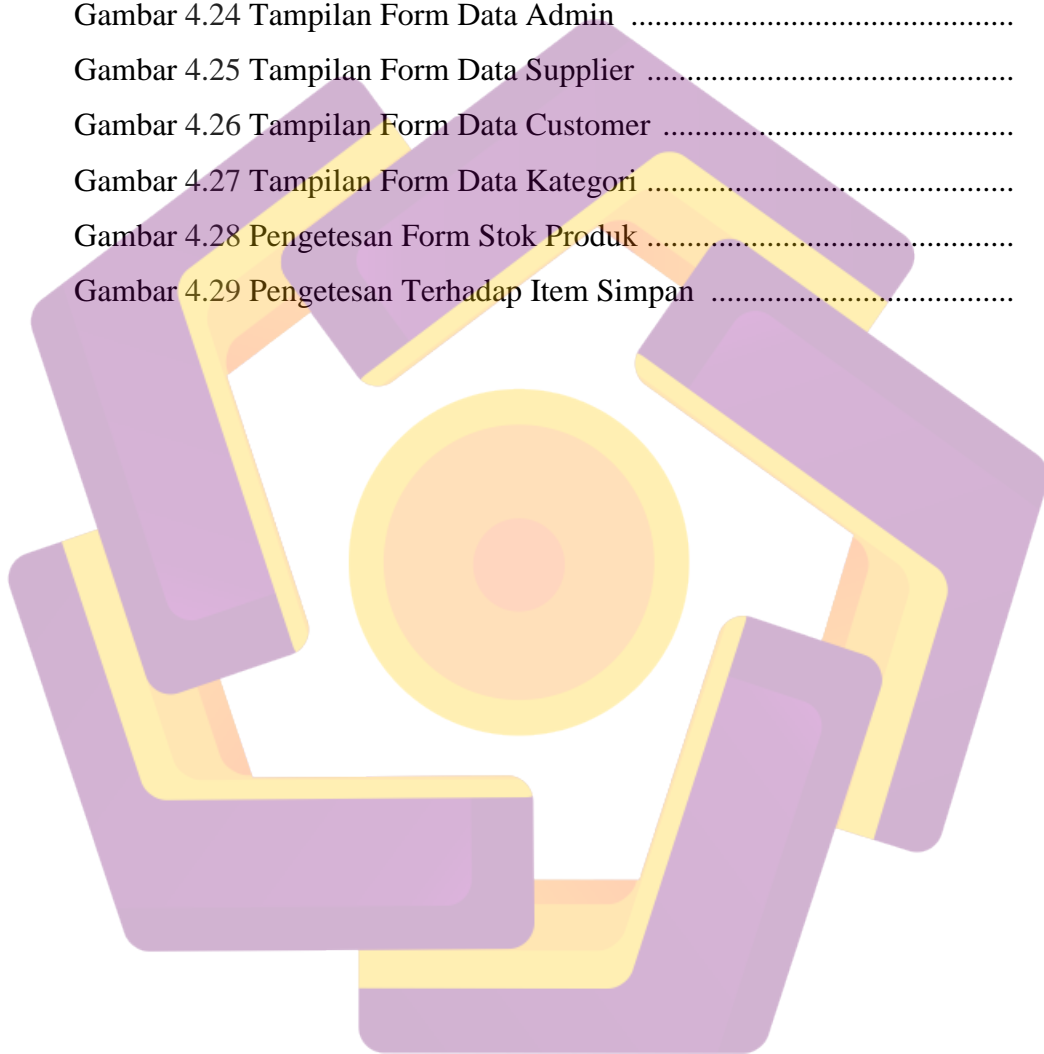 Gambar 4.24 Tampilan Form Data Admin ................................................
Gambar 4.25 Tampilan Form Data Supplier ..............................................
Gambar 4.26 Tampilan Form Data Customer ............................................
Gambar 4.27 Tampilan Form Data Kategori ..............................................
Gambar 4.28 Pengetesan Form Stok Produk ..............................................
Gambar 4.29 Pengetesan Terhadap Item Simpan ......................................